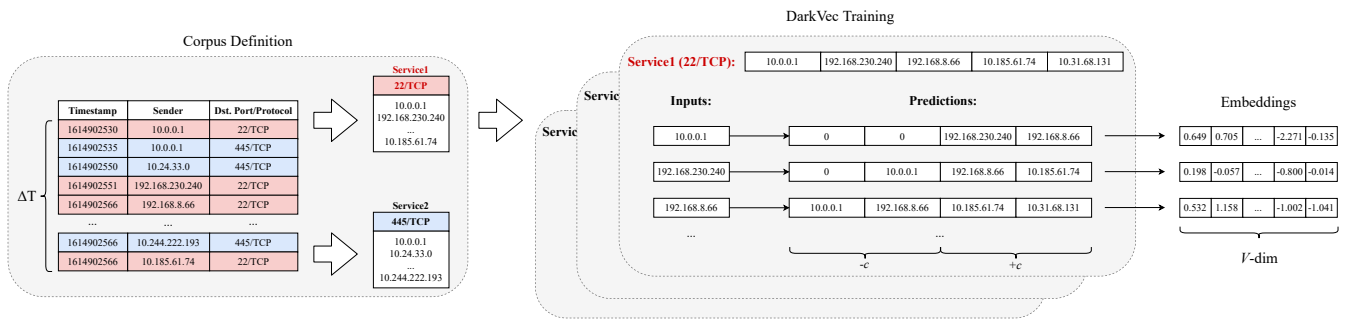 Corpus Definition
Timestamp Sender Dst. Port/Protocol
1614902530 10.0.0.1 22/TCP
1614902535 10.0.0.1 445/TCP
1614902550 10.24.33.0 445/TCP
1614902551 192.168.230.240 22/TCP
1614902566 192.168.8.66 22/TCP
... ... ...
1614902566 10.244.222.193 445/TCP
1614902566 10.185.61.74 22/TCP
ΔT
Service1
22/TCP
10.0.0.1
192.168.230.240
...
10.185.61.74
Service2
445/TCP
10.0.0.1
10.24.33.0
...
10.244.222.193
DarkVec Training
Servic
Servic
Service1 (22/TCP): 10.0.0.1 192.168.230.240 192.168.8.66 10.185.61.74 10.31.68.131
Inputs: Predictions:
10.0.0.1 0 0 192.168.230.240 192.168.8.66
192.168.230.240 0 10.0.0.1 192.168.8.66 10.185.61.74
192.168.8.66 10.0.0.1 192.168.8.66 10.185.61.74 10.31.68.131
... ...
-c +c
Embeddings
0.649 0.705 ... -2.271 -0.135
0.198 -0.057 ... -0.800 -0.014
0.532 1.158 ... -1.002 -1.041
V-dim